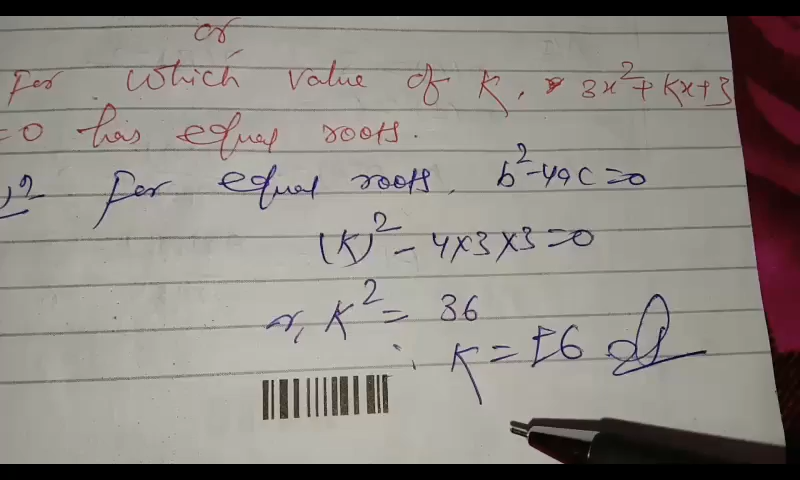 or
For which value of K, 3x²+Kx+3
=0 has equal roots.
For equal roots, b²-4ac=0
(K)² - 4×3×3=0
or, K² = 36
∴ K = ±6